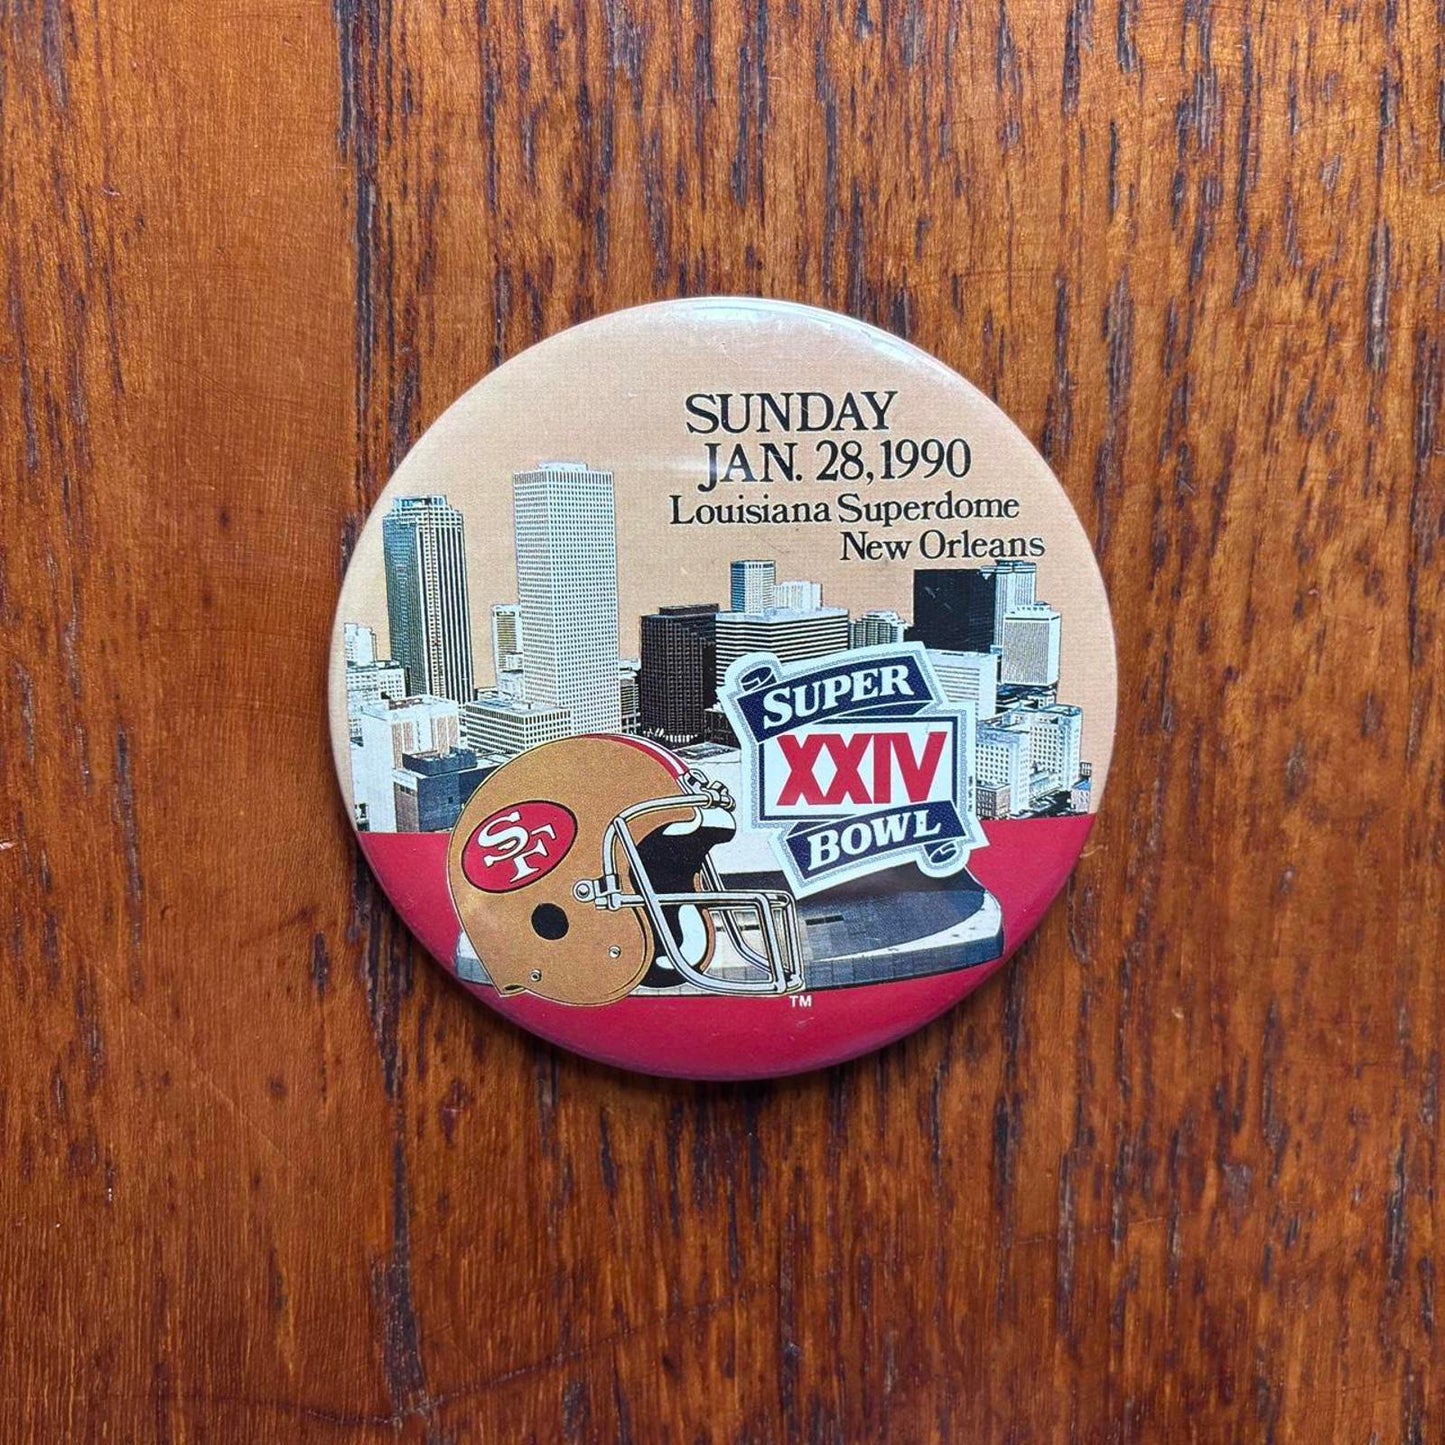 SUNDAY
JAN. 28, 1990
Louisiana Superdome
New Orleans
SUPER
XXIV
BOWL
SF
TM